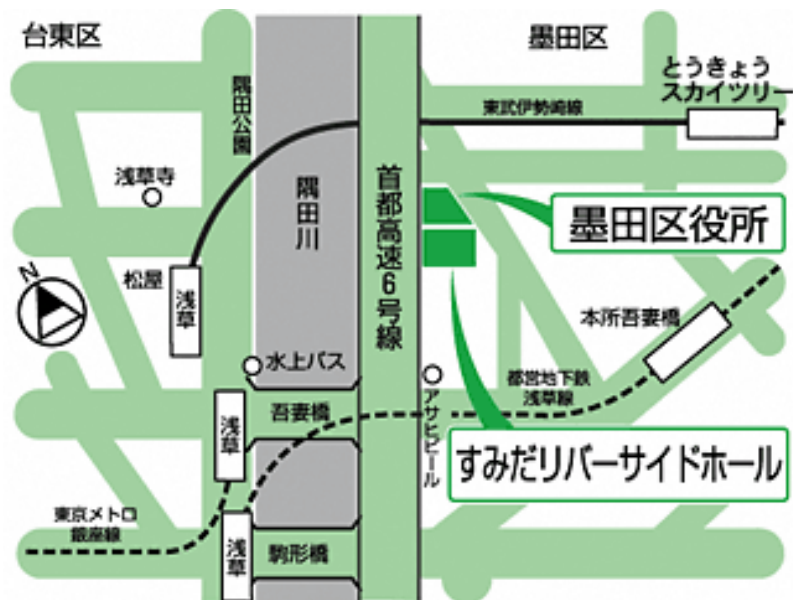 台東区
墨田区
とうきょう
スカイツリー
東武伊勢崎線
隅田公園
浅草寺
隅田川
首都高速6号線
墨田区役所
N
松屋
浅草
本所吾妻橋
水上バス
都営地下鉄
浅草線
アサヒビール
浅草
吾妻橋
すみだリバーサイドホール
東京メトロ
銀座線
浅草
駒形橋